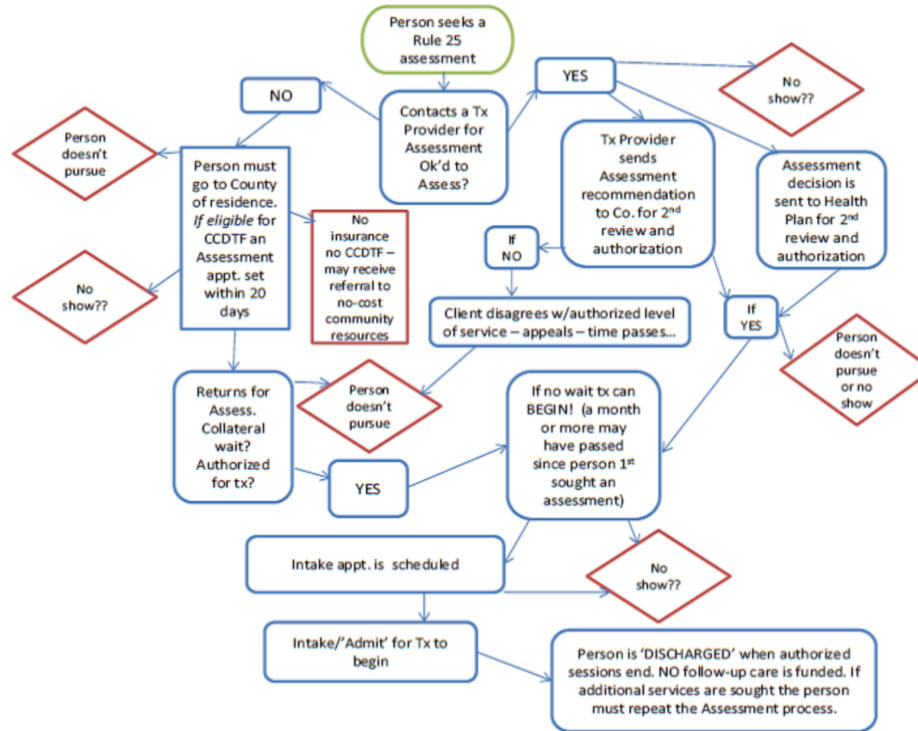 Person seeks a
Rule 25
assessment
NO
YES
No
show??
Contacts a Tx
Provider for
Assessment
Ok'd to
Assess?
Person
doesn't
pursue
Person must
go to County
of residence.
If eligible for
CCDTF an
Assessment
appt. set
within 20
days
No
insurance
no CCDTF –
may receive
referral to
no-cost
community
resources
Tx Provider
sends
Assessment
recommendation
to Co. for 2nd
review and
authorization
Assessment
decision is
sent to Health
Plan for 2nd
review and
authorization
If
NO
No
show??
Client disagrees w/authorized level
of service – appeals – time passes...
If
YES
Person
doesn't
pursue
or no
show
Returns for
Assess.
Collateral
wait?
Authorized
for tx?
Person
doesn't
pursue
YES
If no wait tx can
BEGIN! (a month
or more may
have passed
since person 1st
sought an
assessment)
Intake appt. is scheduled
No
show??
Intake/'Admit' for Tx to
begin
Person is 'DISCHARGED' when authorized
sessions end. NO follow-up care is funded. If
additional services are sought the person
must repeat the Assessment process.